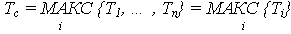 T_c = МАКС {T_1, ... , T_n} = МАКС {T_i}
i i